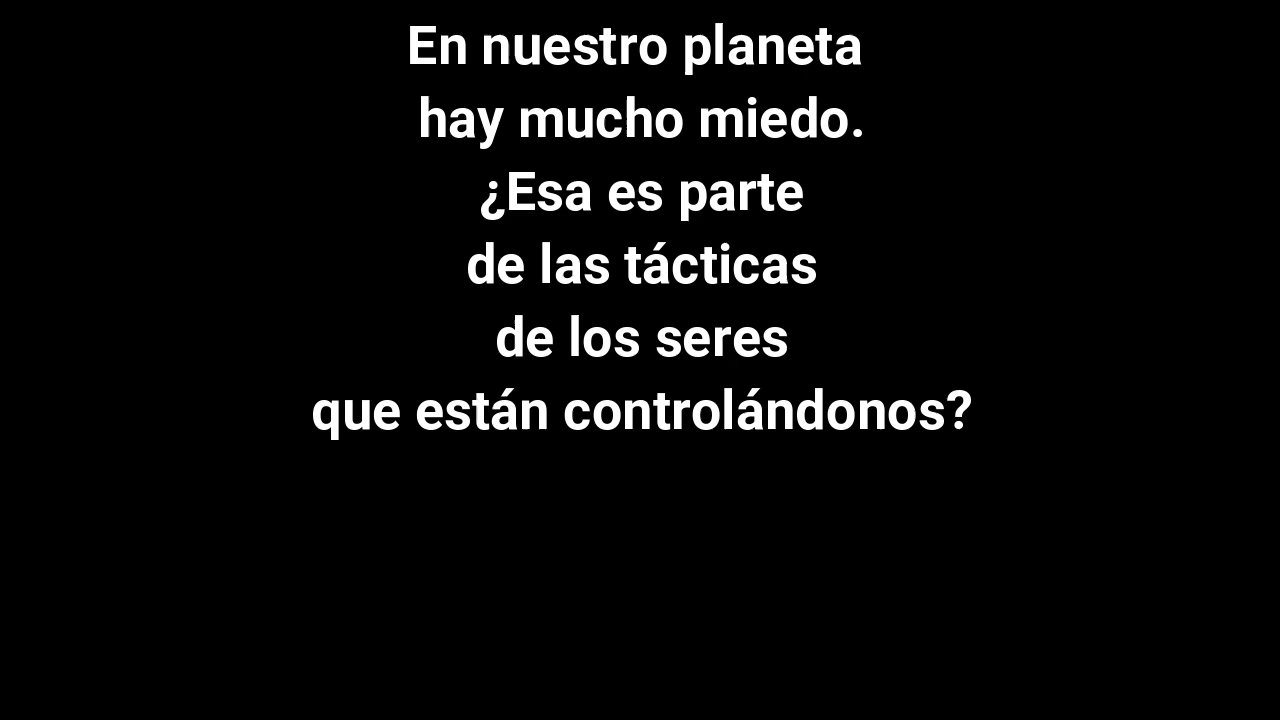 En nuestro planeta
hay mucho miedo.
¿Esa es parte
de las tácticas
de los seres
que están controlándonos?